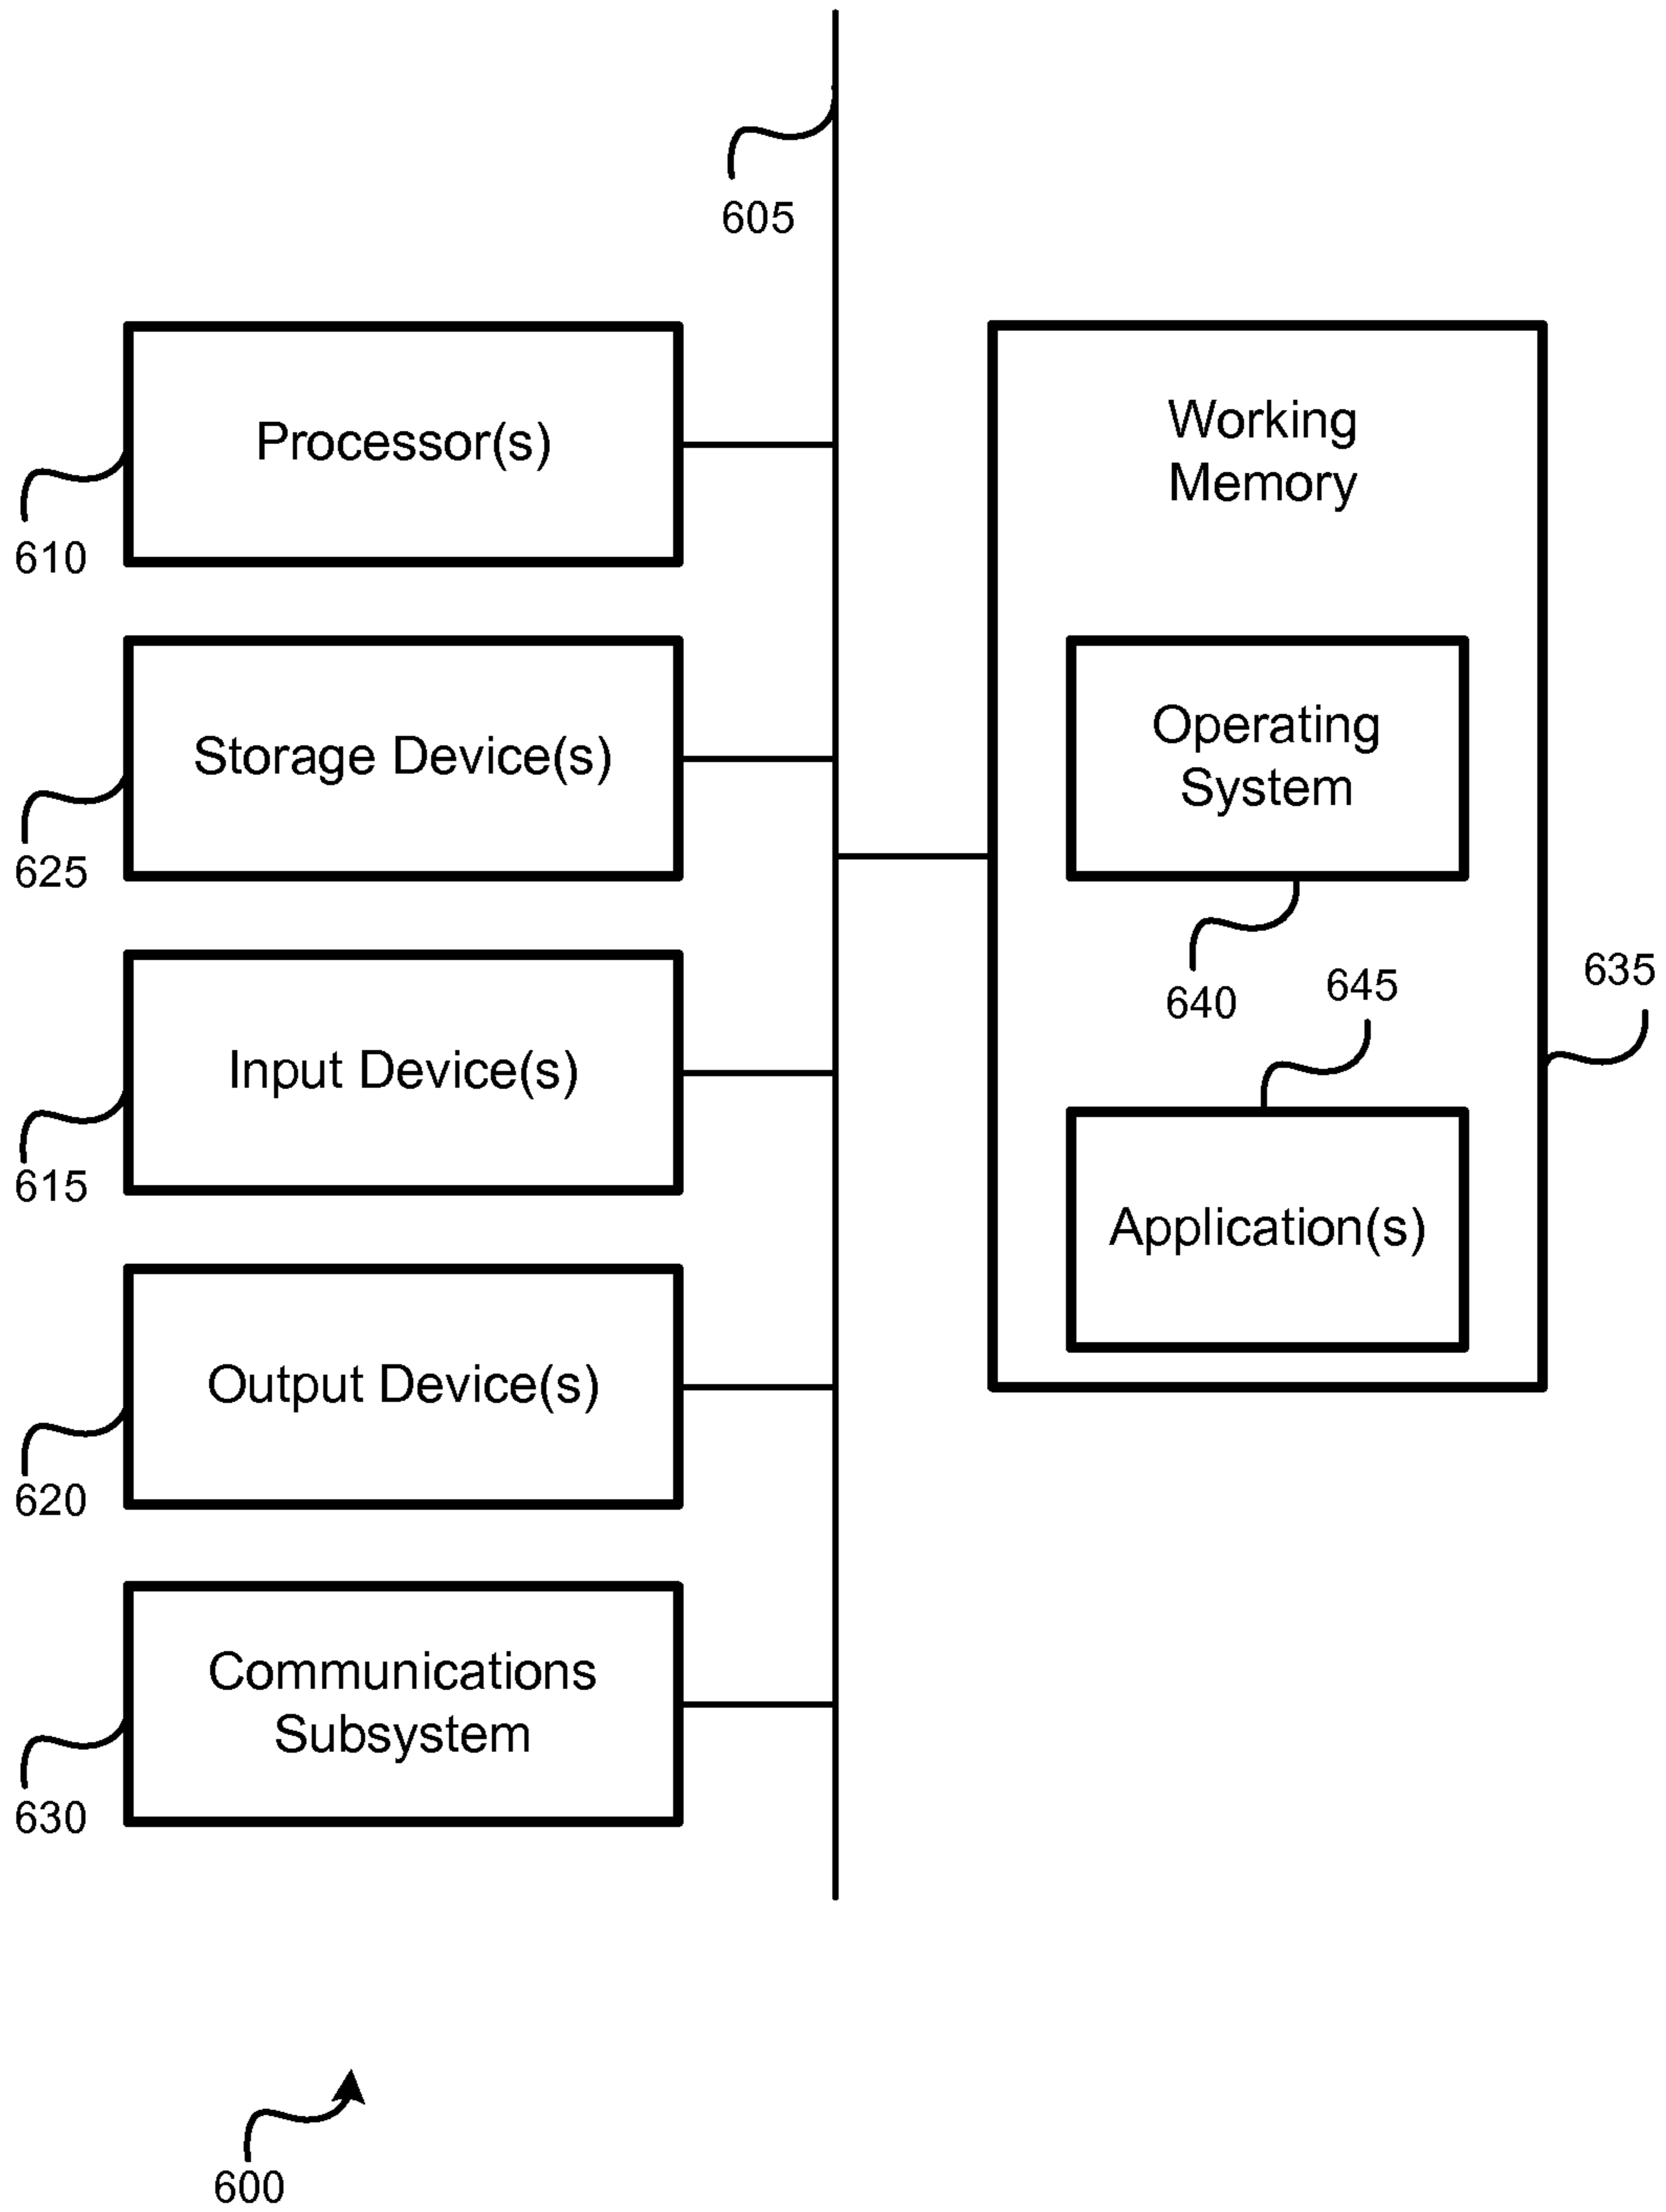 605
Processor(s)
610
Working
Memory
Storage Device(s)
625
Operating
System
640
645
635
Input Device(s)
615
Application(s)
Output Device(s)
620
Communications
Subsystem
630
600